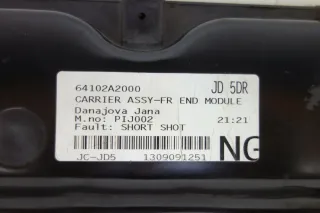 64102A2000 JD 5DR
CARRIER ASSY-FR END MODULE
Danajova Jana
M.no: PIJ002 21:21
Fault: SHORT SHOT
JC-JD5 1309091251 NG